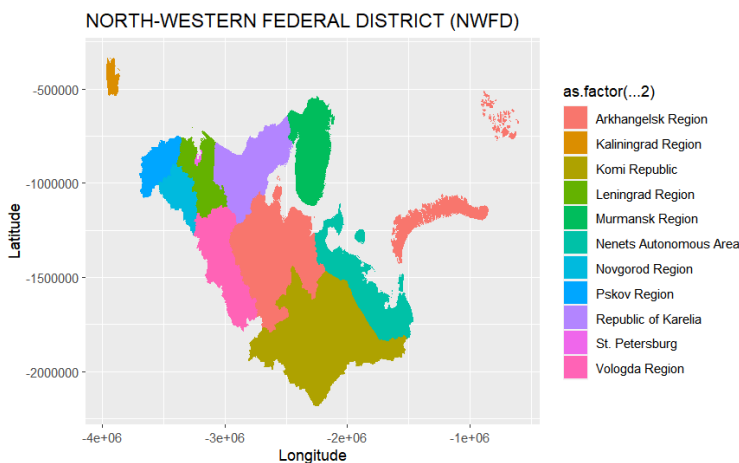 NORTH-WESTERN FEDERAL DISTRICT (NWFD)
-500000
-1000000
-1500000
-2000000
Latitude
-4e+06
-3e+06
-2e+06
-1e+06
Longitude
as.factor(...2)
Arkhangelsk Region
Kaliningrad Region
Komi Republic
Leningrad Region
Murmansk Region
Nenets Autonomous Area
Novgorod Region
Pskov Region
Republic of Karelia
St. Petersburg
Vologda Region